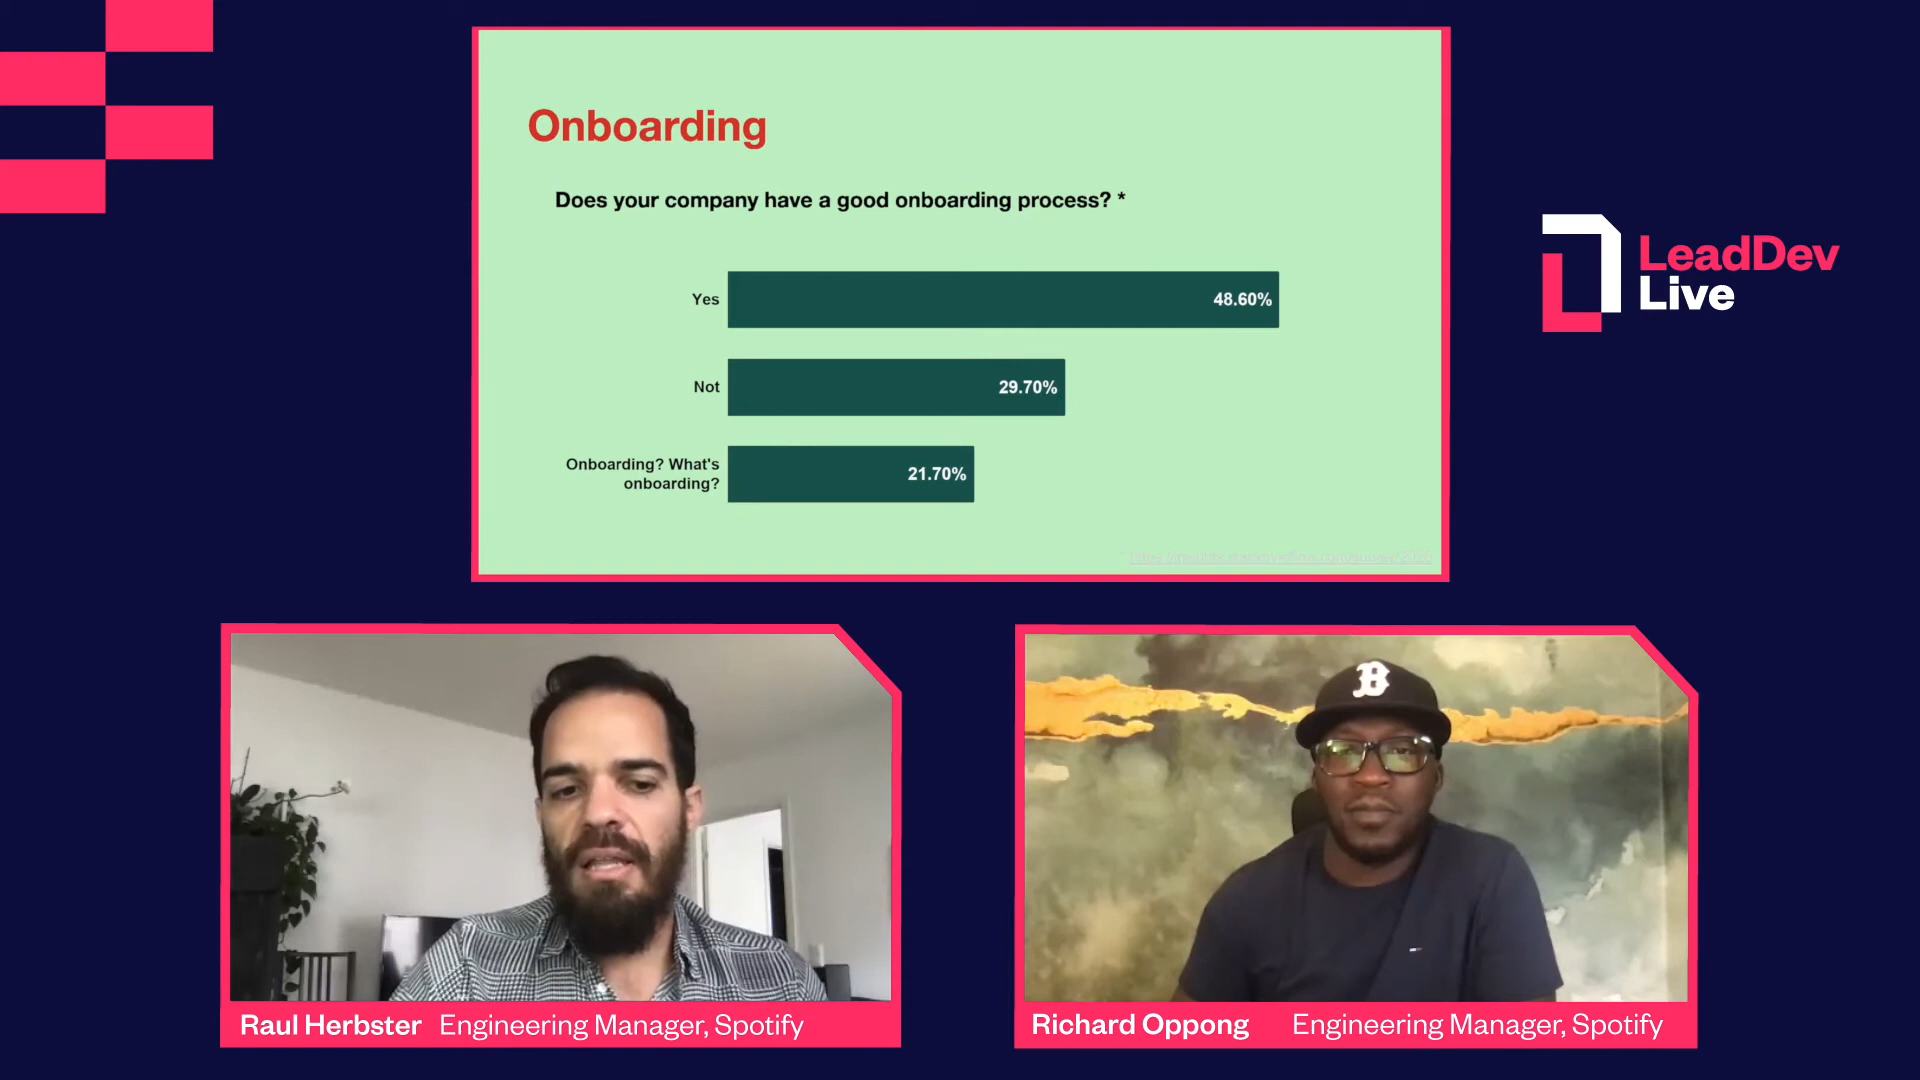 Onboarding
Does your company have a good onboarding process? *
Yes
48.60%
Not
29.70%
Onboarding? What's
onboarding?
21.70%
LeadDev
Live
B
Raul Herbster Engineering Manager, Spotify
Richard Oppong Engineering Manager, Spotify